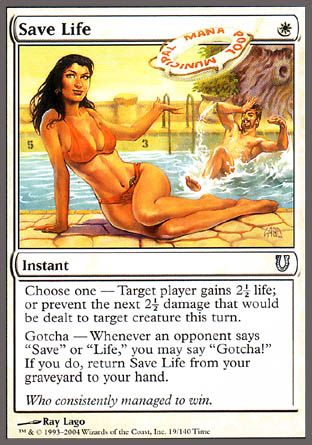 Save Life
MUNICIPAL MANA POOL
5 3
Instant
Choose one — Target player gains 2½ life;
or prevent the next 2½ damage that would
be dealt to target creature this turn.
Gotcha — Whenever an opponent says
“Save” or “Life,” you may say “Gotcha!”
If you do, return Save Life from your
graveyard to your hand.
Who consistently managed to win.
Ray Lago
™ & © 1993–2004 Wizards of the Coast, Inc. 19/140 Time